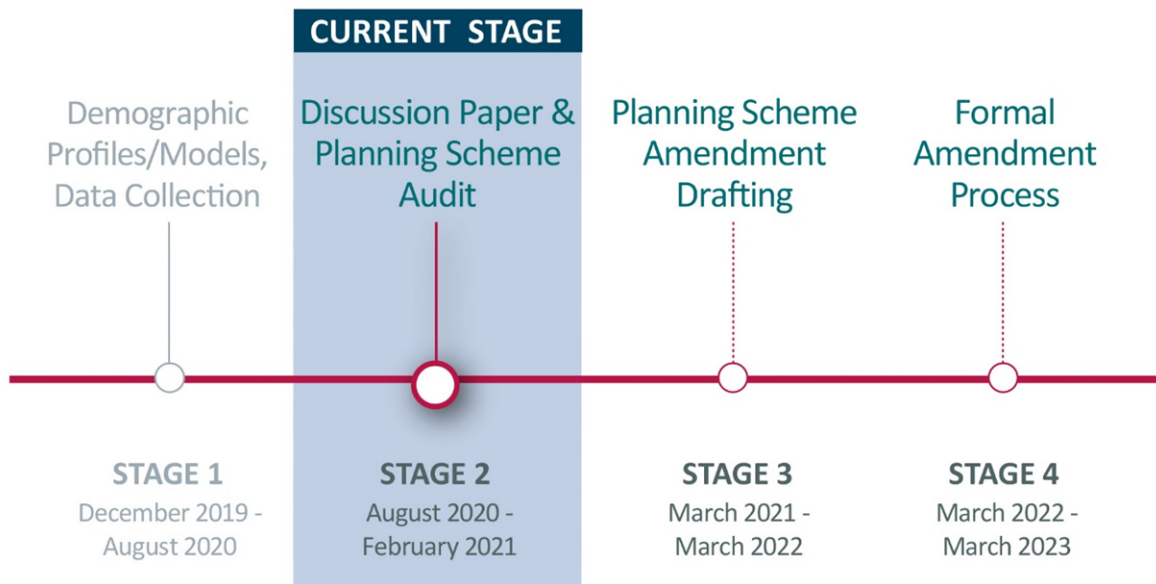 CURRENT STAGE
Demographic
Profiles/Models,
Data Collection
Discussion Paper &
Planning Scheme
Audit
Planning Scheme
Amendment
Drafting
Formal
Amendment
Process
STAGE 1
December 2019 -
August 2020
STAGE 2
August 2020 -
February 2021
STAGE 3
March 2021 -
March 2022
STAGE 4
March 2022 -
March 2023